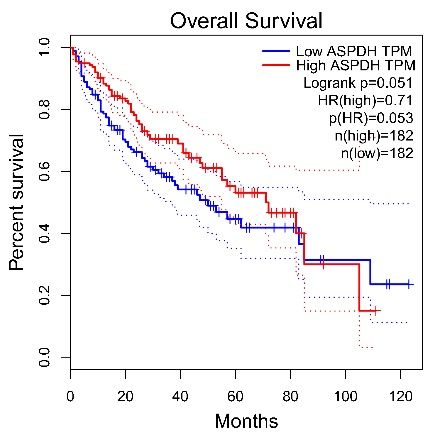 Overall Survival
Low ASPDH TPM
High ASPDH TPM
Logrank p=0.051
HR(high)=0.71
p(HR)=0.053
n(high)=182
n(low)=182
Percent survival
1.0
0.8
0.6
0.4
0.2
0.0
0 20 40 60 80 100 120
Months